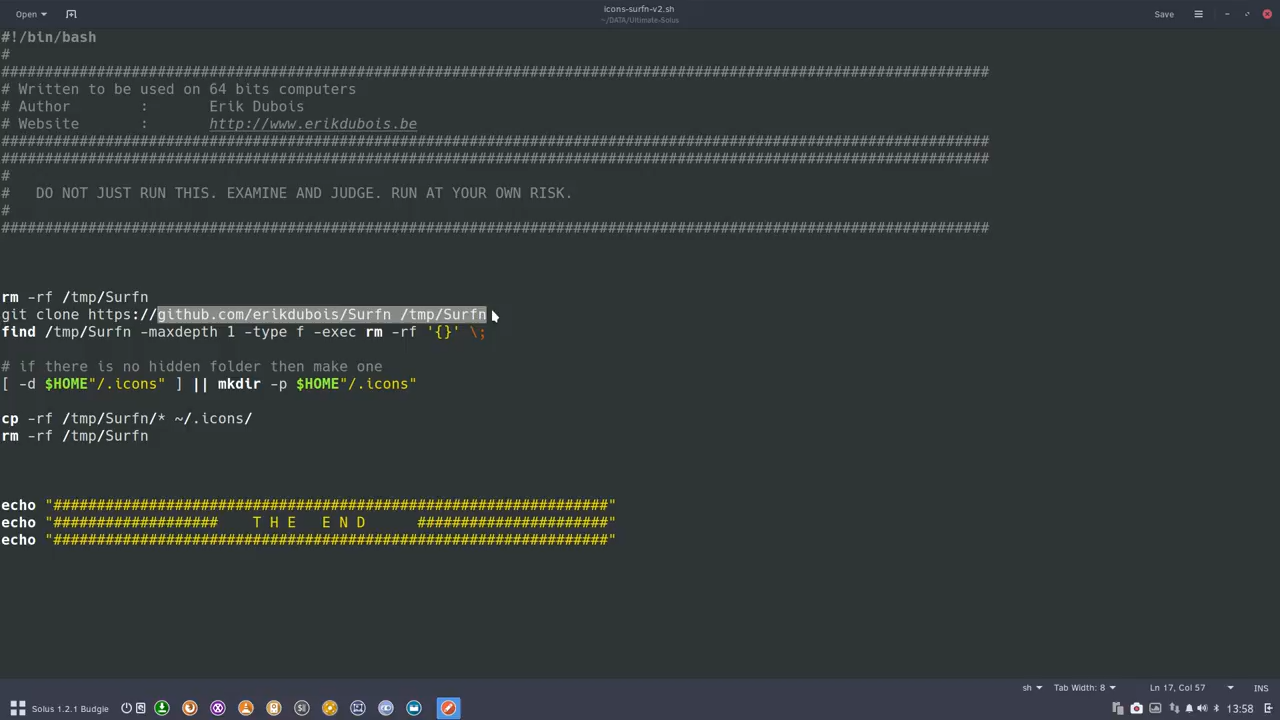 Open
icons-surfn-v2.sh
~/DATA/Ultimate-Solus
Save
#!/bin/bash
#
##################################################################################################################
# Written to be used on 64 bits computers
# Author : Erik Dubois
# Website : http://www.erikdubois.be
##################################################################################################################
##################################################################################################################
#
# DO NOT JUST RUN THIS. EXAMINE AND JUDGE. RUN AT YOUR OWN RISK.
#
##################################################################################################################
rm -rf /tmp/Surfn
git clone https://github.com/erikdubois/Surfn /tmp/Surfn
find /tmp/Surfn -maxdepth 1 -type f -exec rm -rf '{}' \;
# if there is no hidden folder then make one
[ -d $HOME"/.icons" ] || mkdir -p $HOME"/.icons"
cp -rf /tmp/Surfn/* ~/.icons/
rm -rf /tmp/Surfn
echo "################################################################"
echo "################### T H E E N D ######################"
echo "################################################################"
sh
Tab Width: 8
Ln 17, Col 57
INS
Solus 1.2.1 Budgie
13:58